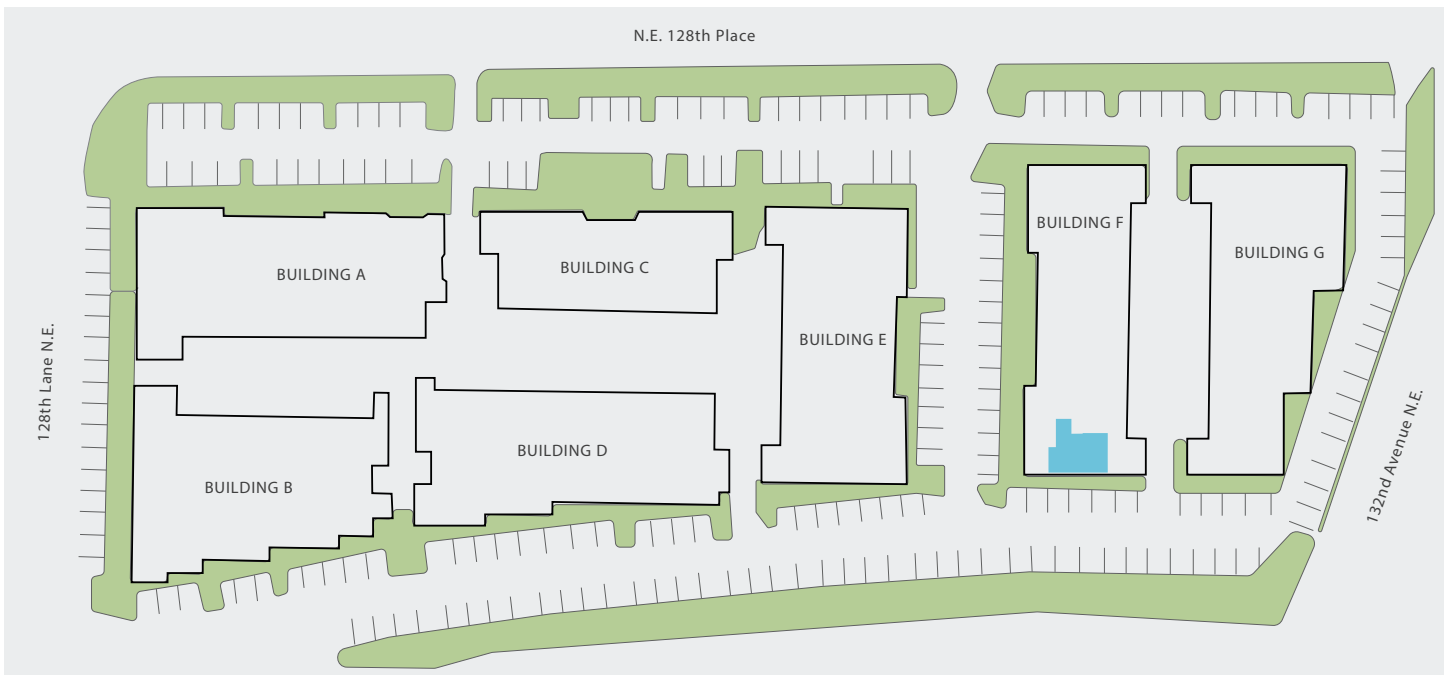 N.E. 128th Place
BUILDING F
BUILDING G
BUILDING C
BUILDING A
BUILDING E
128th Lane N.E.
BUILDING D
BUILDING B
132nd Avenue N.E.